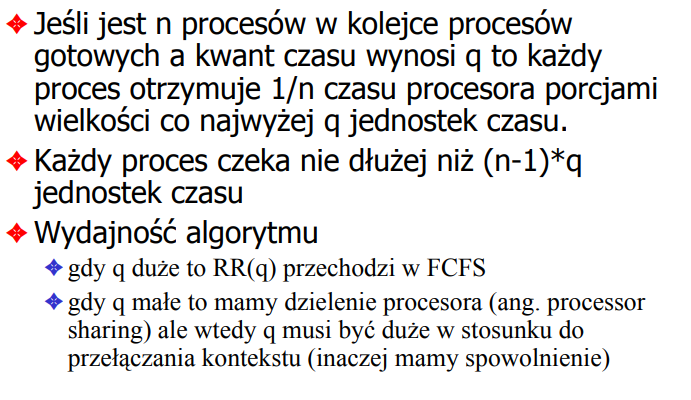 Jeśli jest n procesów w kolejce procesów
gotowych a kwant czasu wynosi q to każdy
proces otrzymuje 1/n czasu procesora porcjami
wielkości co najwyżej q jednostek czasu.
Każdy proces czeka nie dłużej niż (n-1)*q
jednostek czasu
Wydajność algorytmu
gdy q duże to RR(q) przechodzi w FCFS
gdy q małe to mamy dzielenie procesora (ang. processor
sharing) ale wtedy q musi być duże w stosunku do
przełączania kontekstu (inaczej mamy spowolnienie)